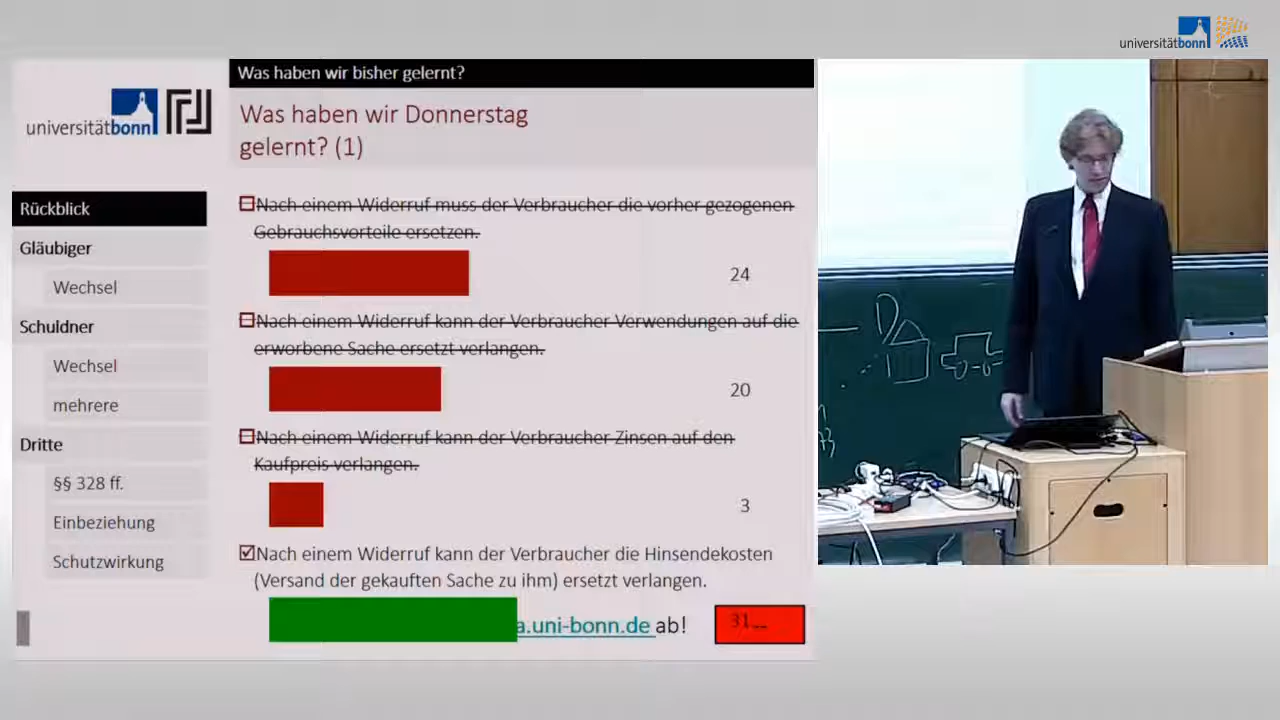 universitätbonn
Was haben wir bisher gelernt?
universitätbonn
Was haben wir Donnerstag
gelernt? (1)
Rückblick
Gläubiger
Wechsel
Schuldner
Wechsel
mehrere
Dritte
§§ 328 ff.
Einbeziehung
Schutzwirkung
Nach einem Widerruf muss der Verbraucher die vorher gezogenen
Gebrauchsvorteile ersetzen.
24
Nach einem Widerruf kann der Verbraucher Verwendungen auf die
erworbene Sache ersetzt verlangen.
20
Nach einem Widerruf kann der Verbraucher Zinsen auf den
Kaufpreis verlangen.
3
Nach einem Widerruf kann der Verbraucher die Hinsendekosten
(Versand der gekauften Sache zu ihm) ersetzt verlangen.
a.uni-bonn.de ab!
31
D